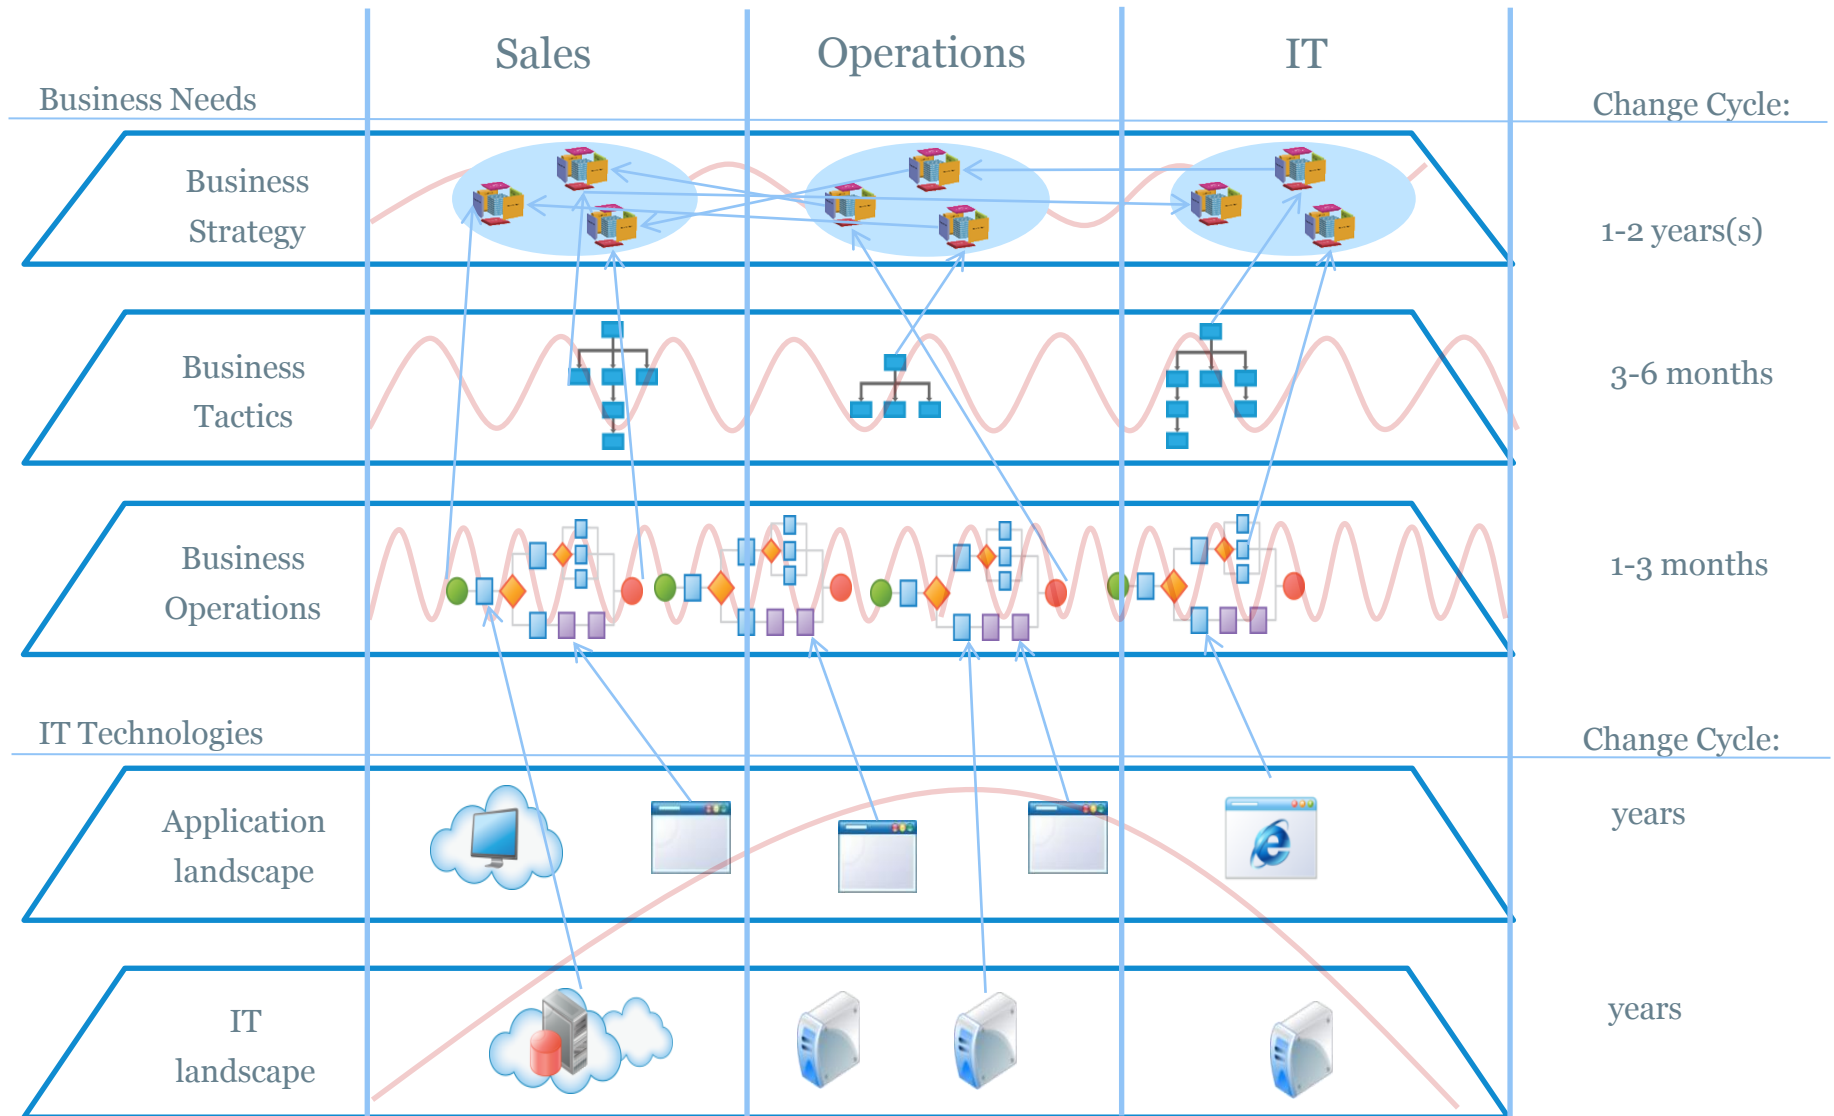 Sales
Operations
IT
Business Needs
Change Cycle:
Business
Strategy
1-2 years(s)
Business
Tactics
3-6 months
Business
Operations
1-3 months
IT Technologies
Change Cycle:
Application
landscape
years
IT
landscape
years